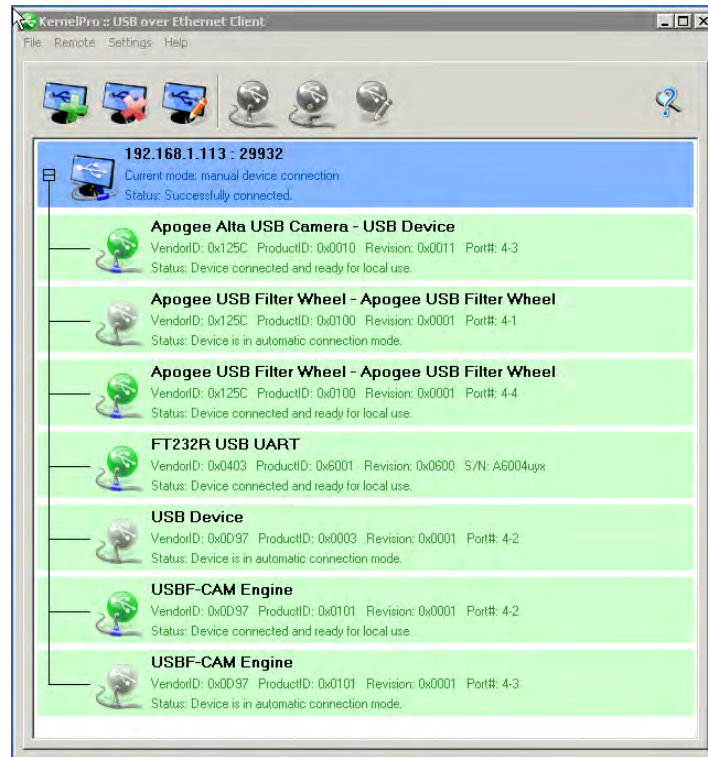 KernelPro :: USB over Ethernet Client
File Remote Settings Help
192.168.1.113 : 29932
Current mode: manual device connection
Status: Successfully connected.
Apogee Alta USB Camera - USB Device
VendorID: 0x125C ProductID: 0x0010 Revision: 0x0011 Port#: 4-3
Status: Device connected and ready for local use.
Apogee USB Filter Wheel - Apogee USB Filter Wheel
VendorID: 0x125C ProductID: 0x0100 Revision: 0x0001 Port#: 4-1
Status: Device is in automatic connection mode.
Apogee USB Filter Wheel - Apogee USB Filter Wheel
VendorID: 0x125C ProductID: 0x0100 Revision: 0x0001 Port#: 4-4
Status: Device connected and ready for local use.
FT232R USB UART
VendorID: 0x0403 ProductID: 0x6001 Revision: 0x0600 S/N: A6004uyx
Status: Device connected and ready for local use.
USB Device
VendorID: 0x0D97 ProductID: 0x0003 Revision: 0x0001 Port#: 4-2
Status: Device is in automatic connection mode.
USBF-CAM Engine
VendorID: 0x0D97 ProductID: 0x0101 Revision: 0x0001 Port#: 4-2
Status: Device connected and ready for local use.
USBF-CAM Engine
VendorID: 0x0D97 ProductID: 0x0101 Revision: 0x0001 Port#: 4-3
Status: Device is in automatic connection mode.